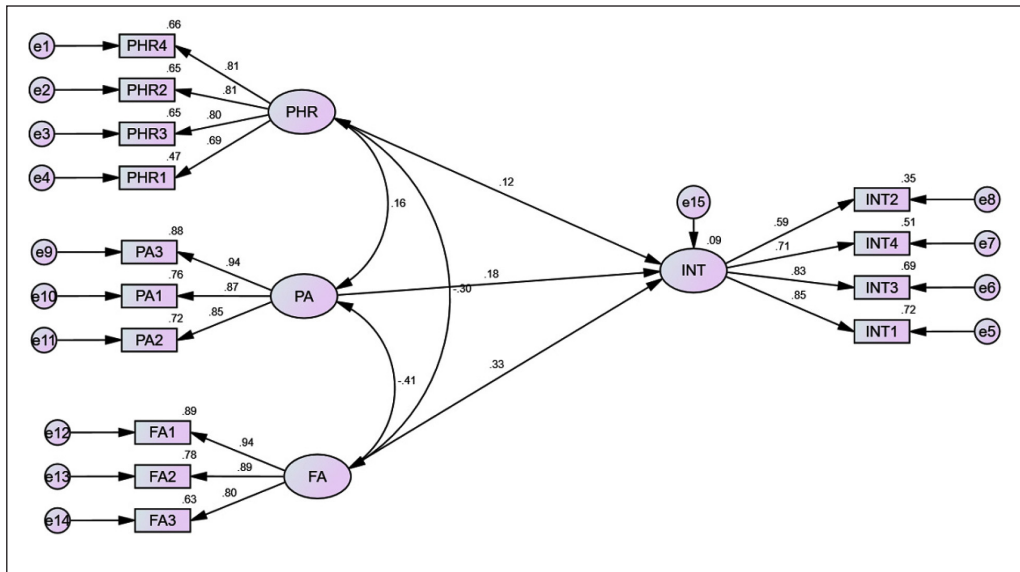 .66
e1 PHR4
.81
.65
e2 PHR2
.81
PHR
.65
e3 PHR3
.80
.69
.47
e4 PHR1
.12
.16
.88
e9 PA3
.94
.76
e10 PA1
.87
PA
.18
.72
e11 PA2
.85
-.30
-.41
.33
.89
e12 FA1
.94
.78
e13 FA2
.89
FA
.63
e14 FA3
.80
e15
.09
INT
.35
.59
INT2 e8
.51
.71
INT4 e7
.69
.83
INT3 e6
.72
.85
INT1 e5